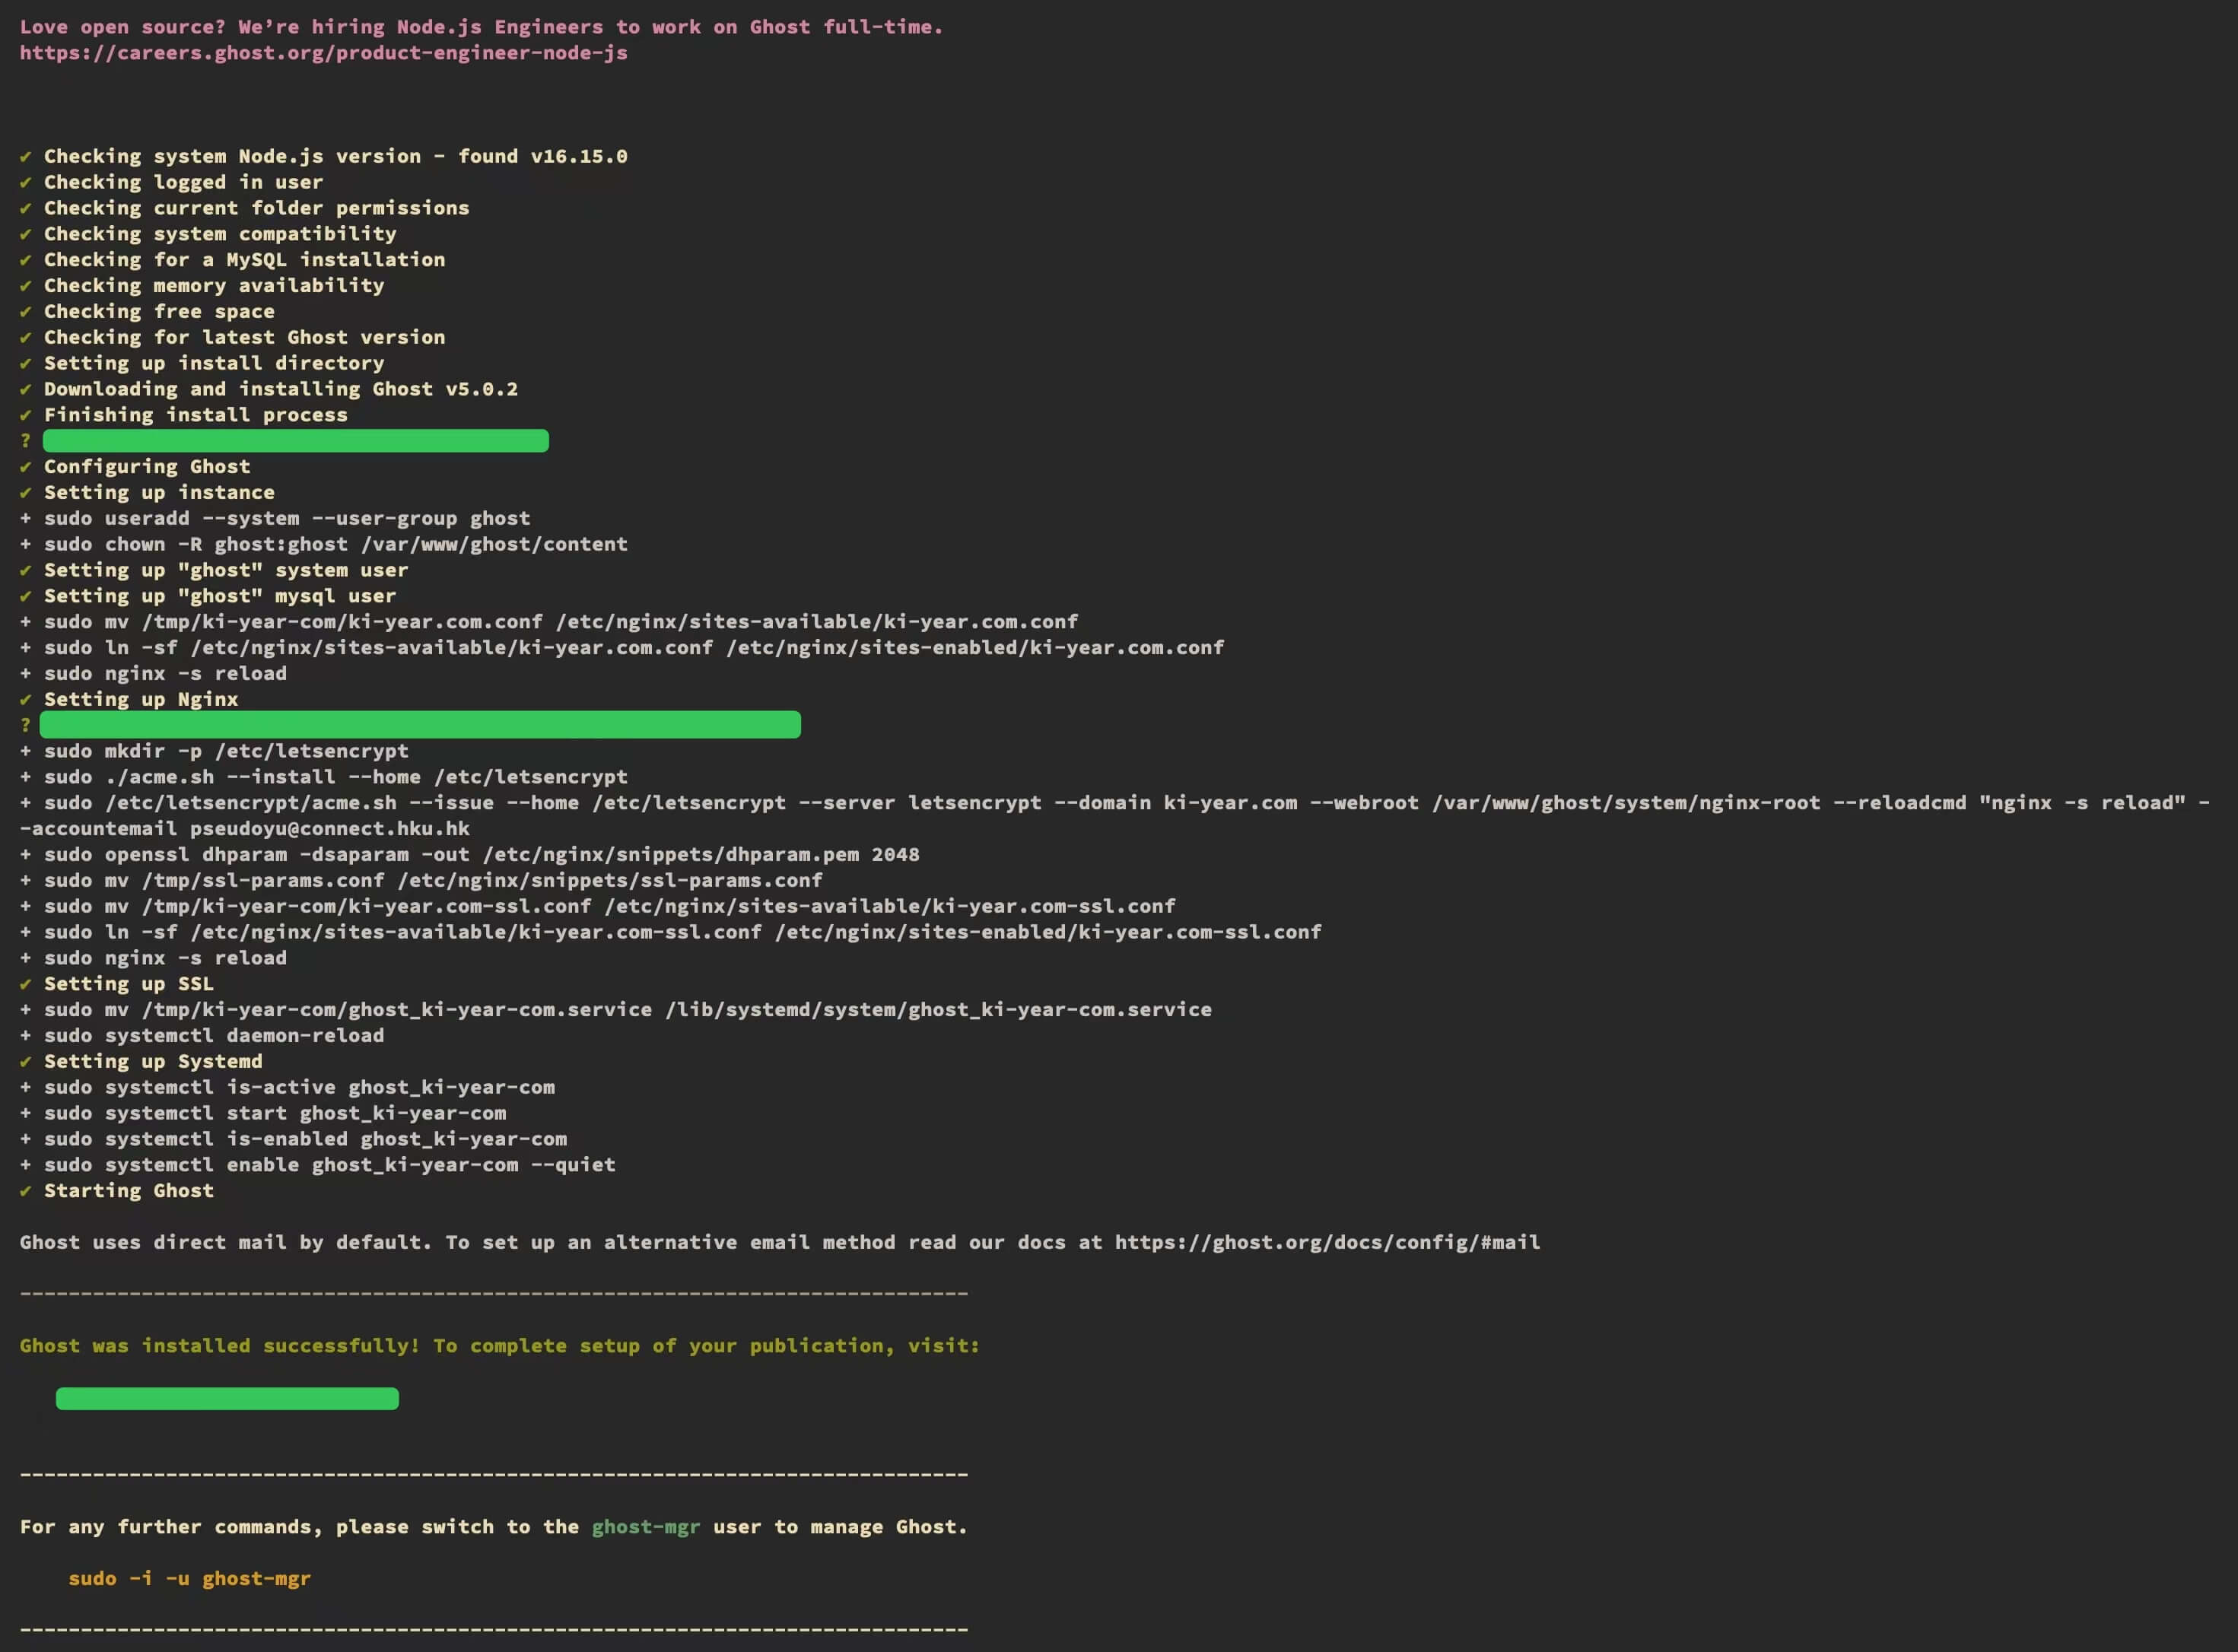 Love open source? We’re hiring Node.js Engineers to work on Ghost full-time.
https://careers.ghost.org/product-engineer-node-js
✔ Checking system Node.js version - found v16.15.0
✔ Checking logged in user
✔ Checking current folder permissions
✔ Checking system compatibility
✔ Checking for a MySQL installation
✔ Checking memory availability
✔ Checking free space
✔ Checking for latest Ghost version
✔ Setting up install directory
✔ Downloading and installing Ghost v5.0.2
✔ Finishing install process
?
✔ Configuring Ghost
✔ Setting up instance
+ sudo useradd --system --user-group ghost
+ sudo chown -R ghost:ghost /var/www/ghost/content
✔ Setting up "ghost" system user
✔ Setting up "ghost" mysql user
+ sudo mv /tmp/ki-year-com/ki-year.com.conf /etc/nginx/sites-available/ki-year.com.conf
+ sudo ln -sf /etc/nginx/sites-available/ki-year.com.conf /etc/nginx/sites-enabled/ki-year.com.conf
+ sudo nginx -s reload
✔ Setting up Nginx
?
+ sudo mkdir -p /etc/letsencrypt
+ sudo ./acme.sh --install --home /etc/letsencrypt
+ sudo /etc/letsencrypt/acme.sh --issue --home /etc/letsencrypt --server letsencrypt --domain ki-year.com --webroot /var/www/ghost/system/nginx-root --reloadcmd "nginx -s reload" -
-accountemail pseudoyu@connect.hku.hk
+ sudo openssl dhparam -dsaparam -out /etc/nginx/snippets/dhparam.pem 2048
+ sudo mv /tmp/ssl-params.conf /etc/nginx/snippets/ssl-params.conf
+ sudo mv /tmp/ki-year-com/ki-year.com-ssl.conf /etc/nginx/sites-available/ki-year.com-ssl.conf
+ sudo ln -sf /etc/nginx/sites-available/ki-year.com-ssl.conf /etc/nginx/sites-enabled/ki-year.com-ssl.conf
+ sudo nginx -s reload
✔ Setting up SSL
+ sudo mv /tmp/ki-year-com/ghost_ki-year-com.service /lib/systemd/system/ghost_ki-year-com.service
+ sudo systemctl daemon-reload
✔ Setting up Systemd
+ sudo systemctl is-active ghost_ki-year-com
+ sudo systemctl start ghost_ki-year-com
+ sudo systemctl is-enabled ghost_ki-year-com
+ sudo systemctl enable ghost_ki-year-com --quiet
✔ Starting Ghost
Ghost uses direct mail by default. To set up an alternative email method read our docs at https://ghost.org/docs/config/#mail
------------------------------------------------------------------------------
Ghost was installed successfully! To complete setup of your publication, visit:
------------------------------------------------------------------------------
For any further commands, please switch to the ghost-mgr user to manage Ghost.
sudo -i -u ghost-mgr
------------------------------------------------------------------------------